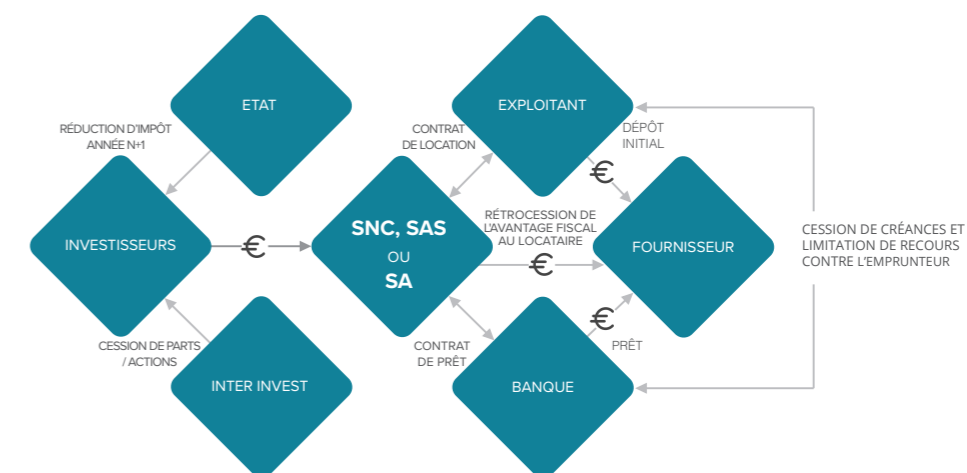 ETAT
EXPLOITANT
RÉDUCTION D'IMPÔT
ANNÉE N+1
CONTRAT
DE LOCATION
DÉPÔT
INITIAL
€
INVESTISSEURS
€
SNC, SAS
OU
SA
RÉTROCESSION DE
L'AVANTAGE FISCAL
AU LOCATAIRE
€
FOURNISSEUR
CESSION DE CRÉANCES ET
LIMITATION DE RECOURS
CONTRE L'EMPRUNTEUR
CESSION DE PARTS
/ ACTIONS
CONTRAT
DE PRÊT
€
PRÊT
INTER INVEST
BANQUE